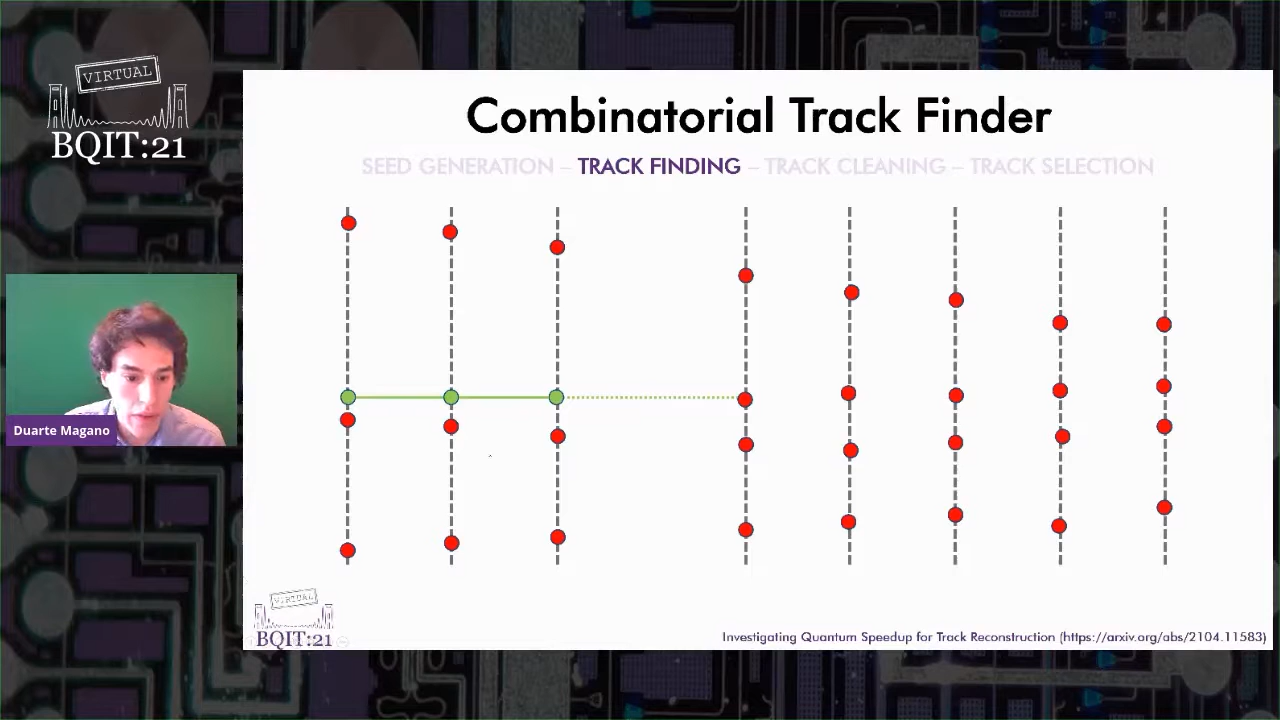 VIRTUAL
BQIT:21
Combinatorial Track Finder
SEED GENERATION – TRACK FINDING – TRACK CLEANING – TRACK SELECTION
Duarte Magano
VIRTUAL
BQIT:21
Investigating Quantum Speedup for Track Reconstruction (https://arxiv.org/abs/2104.11583)